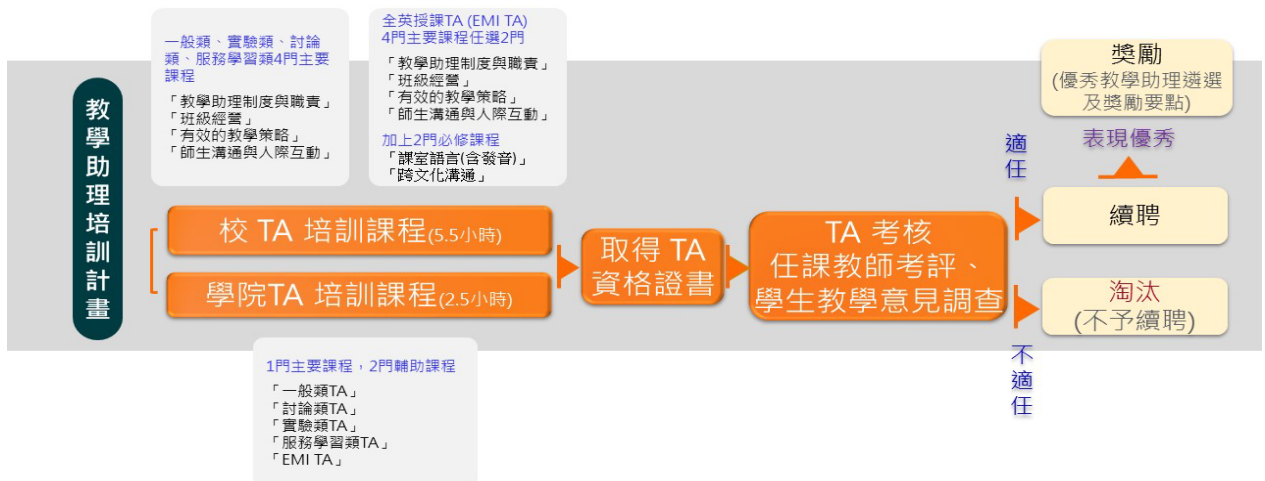 教學助理培訓計畫
一般類、實驗類、討論
類、服務學習類4門主要
課程
「教學助理制度與職責」
「班級經營」
「有效的教學策略」
「師生溝通與人際互動」
全英授課TA (EMI TA)
4門主要課程任選2門
「教學助理制度與職責」
「班級經營」
「有效的教學策略」
「師生溝通與人際互動」
加上2門必修課程
「課室語言(含發音)」
「跨文化溝通」
校 TA 培訓課程(5.5小時)
學院TA 培訓課程(2.5小時)
1門主要課程，2門輔助課程
「一般類TA」
「討論類TA」
「實驗類TA」
「服務學習類TA」
「EMI TA」
取得 TA
資格證書
TA 考核
任課教師考評、
學生教學意見調查
適任
不適任
獎勵
(優秀教學助理遴選
及獎勵要點)
表現優秀
續聘
淘汰
(不予續聘)